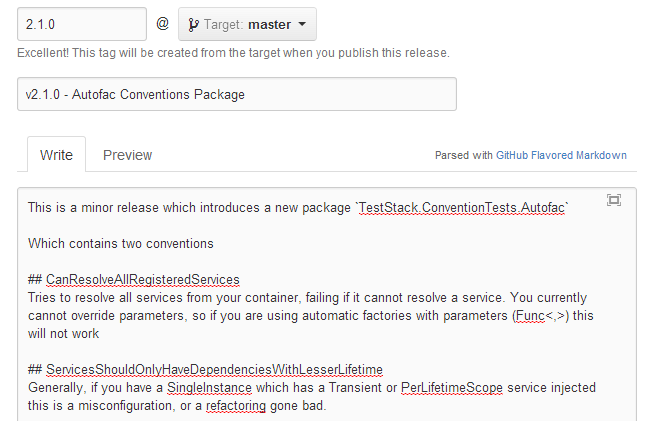 2.1.0 @ Target: master
Excellent! This tag will be created from the target when you publish this release.
v2.1.0 - Autofac Conventions Package
Write Preview Parsed with GitHub Flavored Markdown
This is a minor release which introduces a new package `TestStack.ConventionTests.Autofac`
Which contains two conventions
## CanResolveAllRegisteredServices
Tries to resolve all services from your container, failing if it cannot resolve a service. You currently
cannot override parameters, so if you are using automatic factories with parameters (Func<,>) this
will not work
## ServicesShouldOnlyHaveDependenciesWithLesserLifetime
Generally, if you have a SingleInstance which has a Transient or PerLifetimeScope service injected
this is a misconfiguration, or a refactoring gone bad.